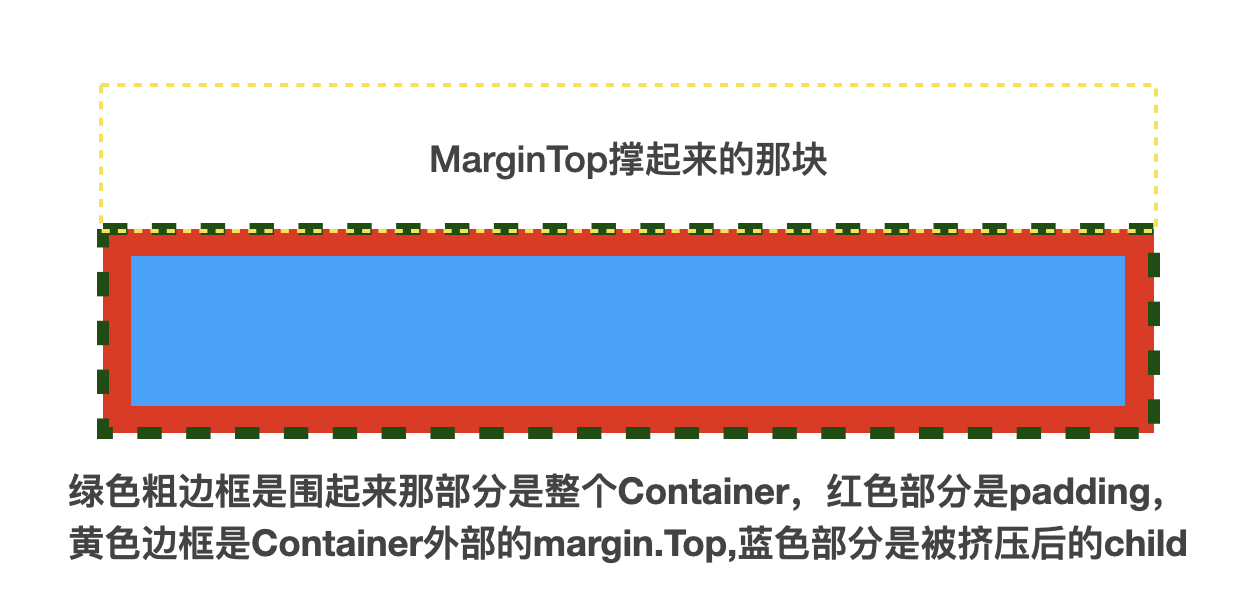 MarginTop撑起来的那块
绿色粗边框是围起来那部分是整个Container，红色部分是padding，
黄色边框是Container外部的margin.Top,蓝色部分是被挤压后的child